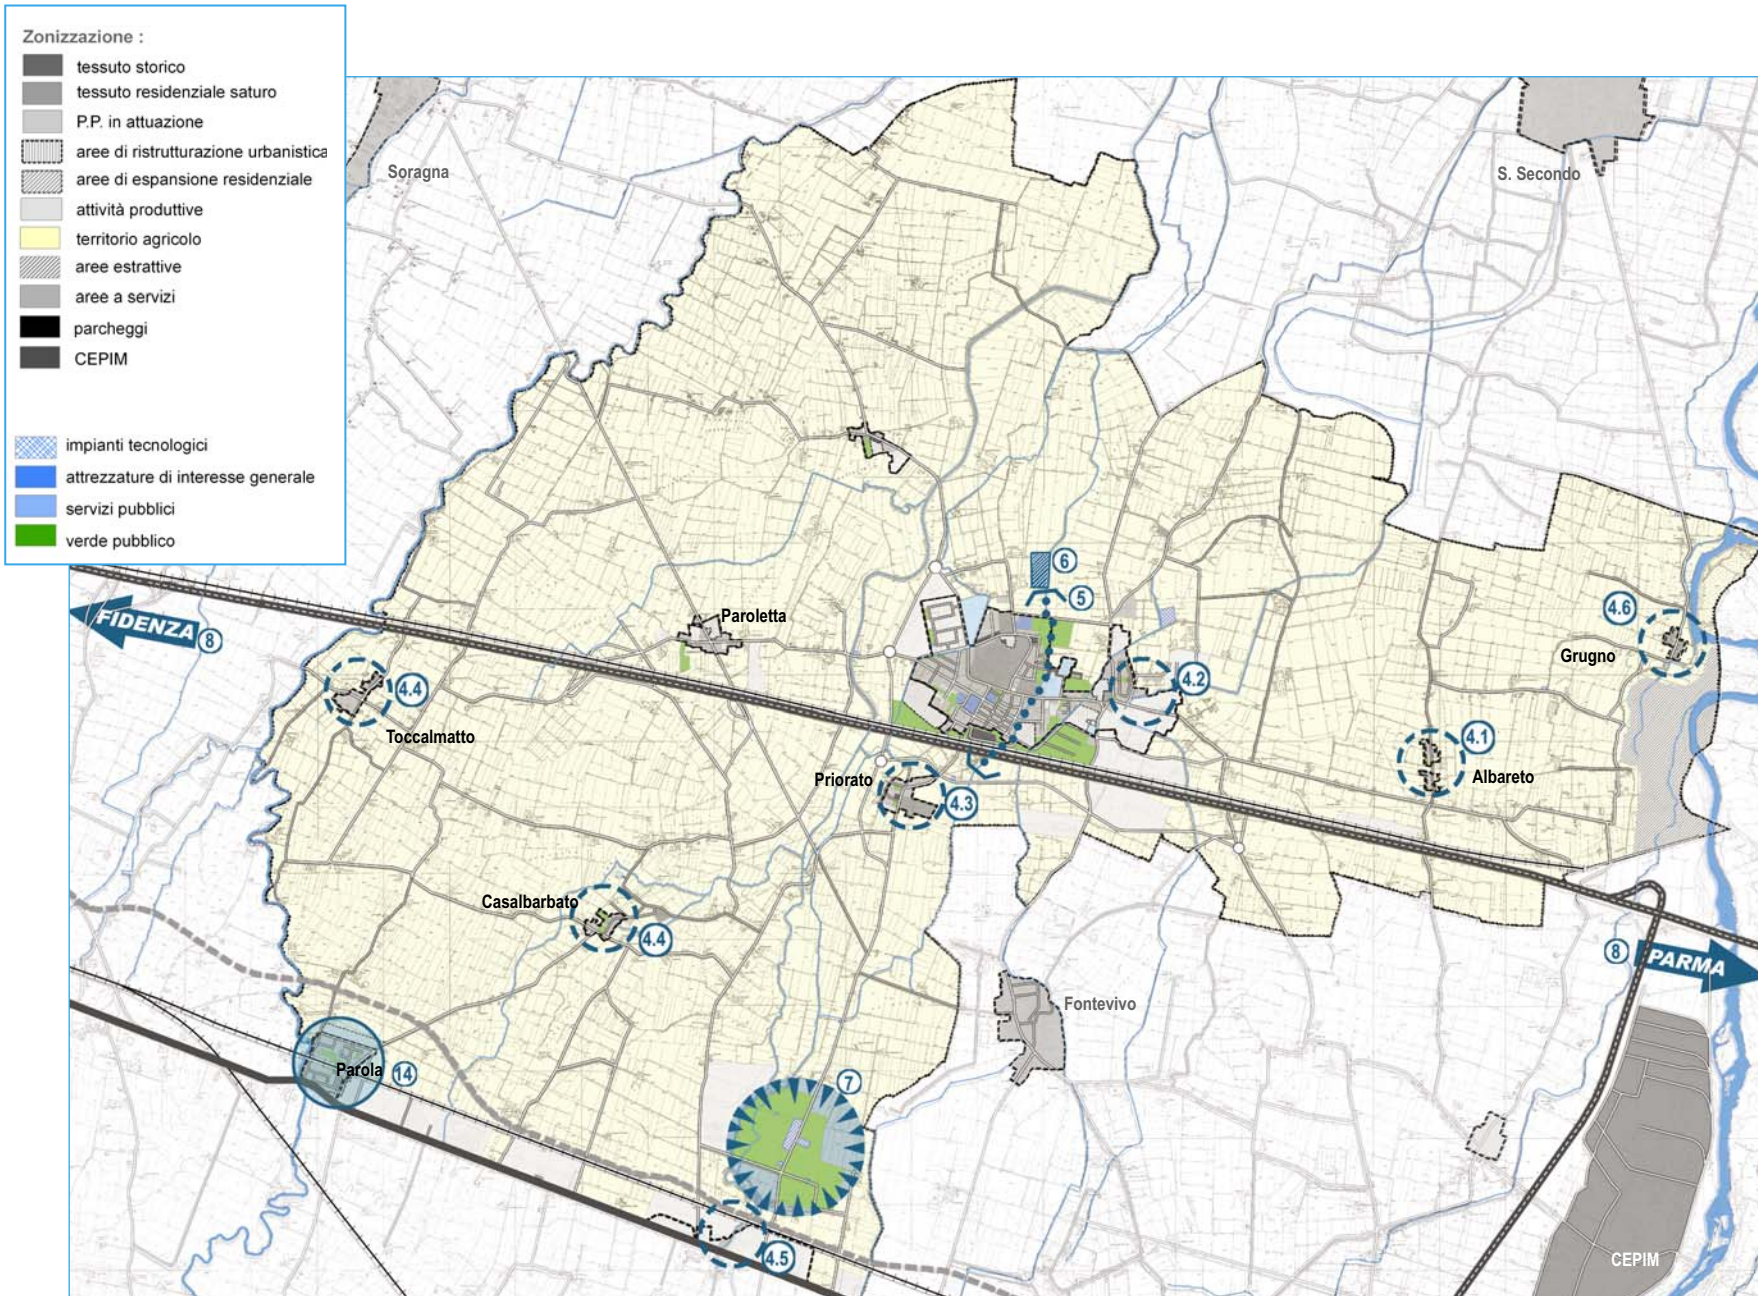 Zonizzazione :
tessuto storico
tessuto residenziale saturo
P.P. in attuazione
aree di ristrutturazione urbanistica
aree di espansione residenziale
attività produttive
territorio agricolo
aree estrattive
aree a servizi
parcheggi
CEPIM
impianti tecnologici
attrezzature di interesse generale
servizi pubblici
verde pubblico
Soragna
S. Secondo
6
5
FIDENZA 8
Paroletta
4.6
Grugno
4.4
Toccalmatto
4.2
4.1
Albareto
Priorato
4.3
Casalbarbato
4.4
8 PARMA
Fontevivo
Parola 14
7
4.5
CEPIM